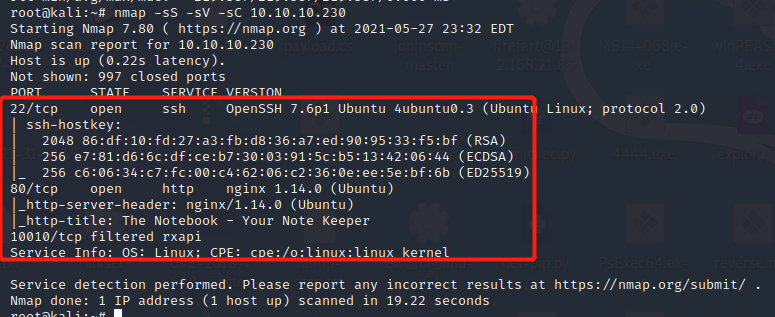 root@kali:~# nmap -sS -sV -sC 10.10.10.230
Starting Nmap 7.80 ( https://nmap.org ) at 2021-05-27 23:32 EDT
Nmap scan report for 10.10.10.230
Host is up (0.22s latency).
Not shown: 997 closed ports
PORT      STATE    SERVICE VERSION
22/tcp    open     ssh     OpenSSH 7.6p1 Ubuntu 4ubuntu0.3 (Ubuntu Linux; protocol 2.0)
| ssh-hostkey:
|   2048 86:df:10:fd:27:a3:fb:d8:36:a7:ed:90:95:33:f5:bf (RSA)
|   256 e7:81:d6:6c:df:ce:b7:30:03:91:5c:b5:13:42:06:44 (ECDSA)
|_  256 c6:06:34:c7:fc:00:c4:62:06:c2:36:0e:ee:5e:bf:6b (ED25519)
80/tcp    open     http    nginx 1.14.0 (Ubuntu)
|_http-server-header: nginx/1.14.0 (Ubuntu)
|_http-title: The Notebook - Your Note Keeper
10010/tcp filtered rxapi
Service Info: OS: Linux; CPE: cpe:/o:linux:linux_kernel
Service detection performed. Please report any incorrect results at https://nmap.org/submit/ .
Nmap done: 1 IP address (1 host up) scanned in 19.22 seconds
root@kali:~#